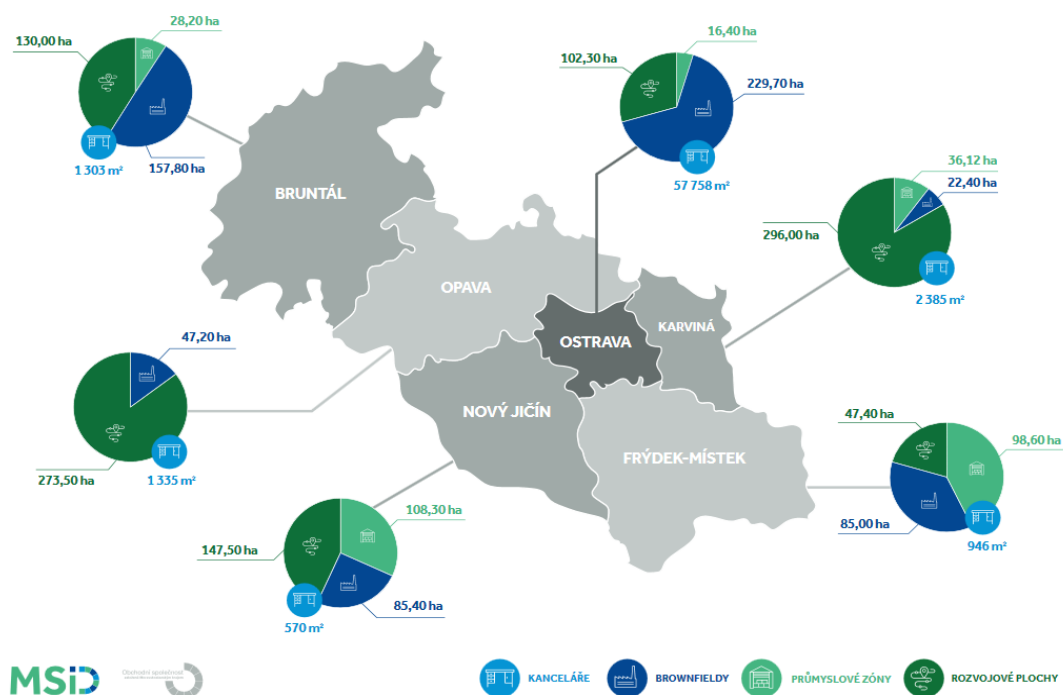 28,20 ha
130,00 ha
1 303 m²
157,80 ha
16,40 ha
102,30 ha
229,70 ha
57 758 m²
36,12 ha
22,40 ha
296,00 ha
2 385 m²
BRUNTÁL
OPAVA
KARVINÁ
OSTRAVA
NOVÝ JIČÍN
FRÝDEK-MÍSTEK
47,20 ha
273,50 ha
1 335 m²
47,40 ha
98,60 ha
85,00 ha
946 m²
108,30 ha
147,50 ha
85,40 ha
570 m²
MSiD
Obchodní společnost
KANCELÁŘE
BROWNFIELDY
PRŮMYSLOVÉ ZÓNY
ROZVOJOVÉ PLOCHY